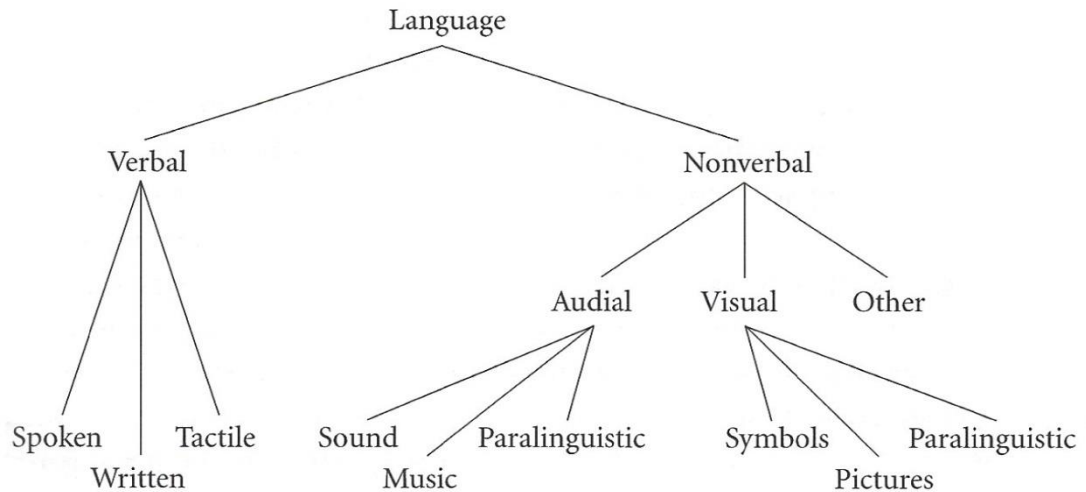 Language
Verbal Nonverbal
Audial Visual Other
Spoken Tactile Sound Paralinguistic Symbols Paralinguistic
Written Music Pictures